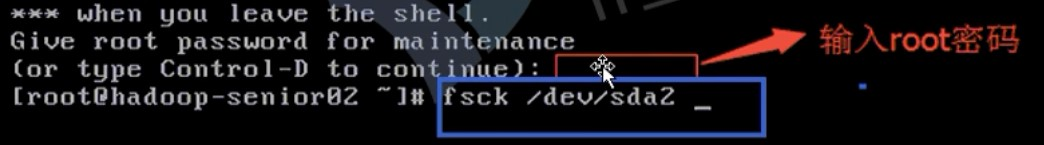 *** when you leave the shell.
Give root password for maintenance
(or type Control-D to continue):
输入root密码
[root@hadoop-senior02 ~]# fsck /dev/sda2 _